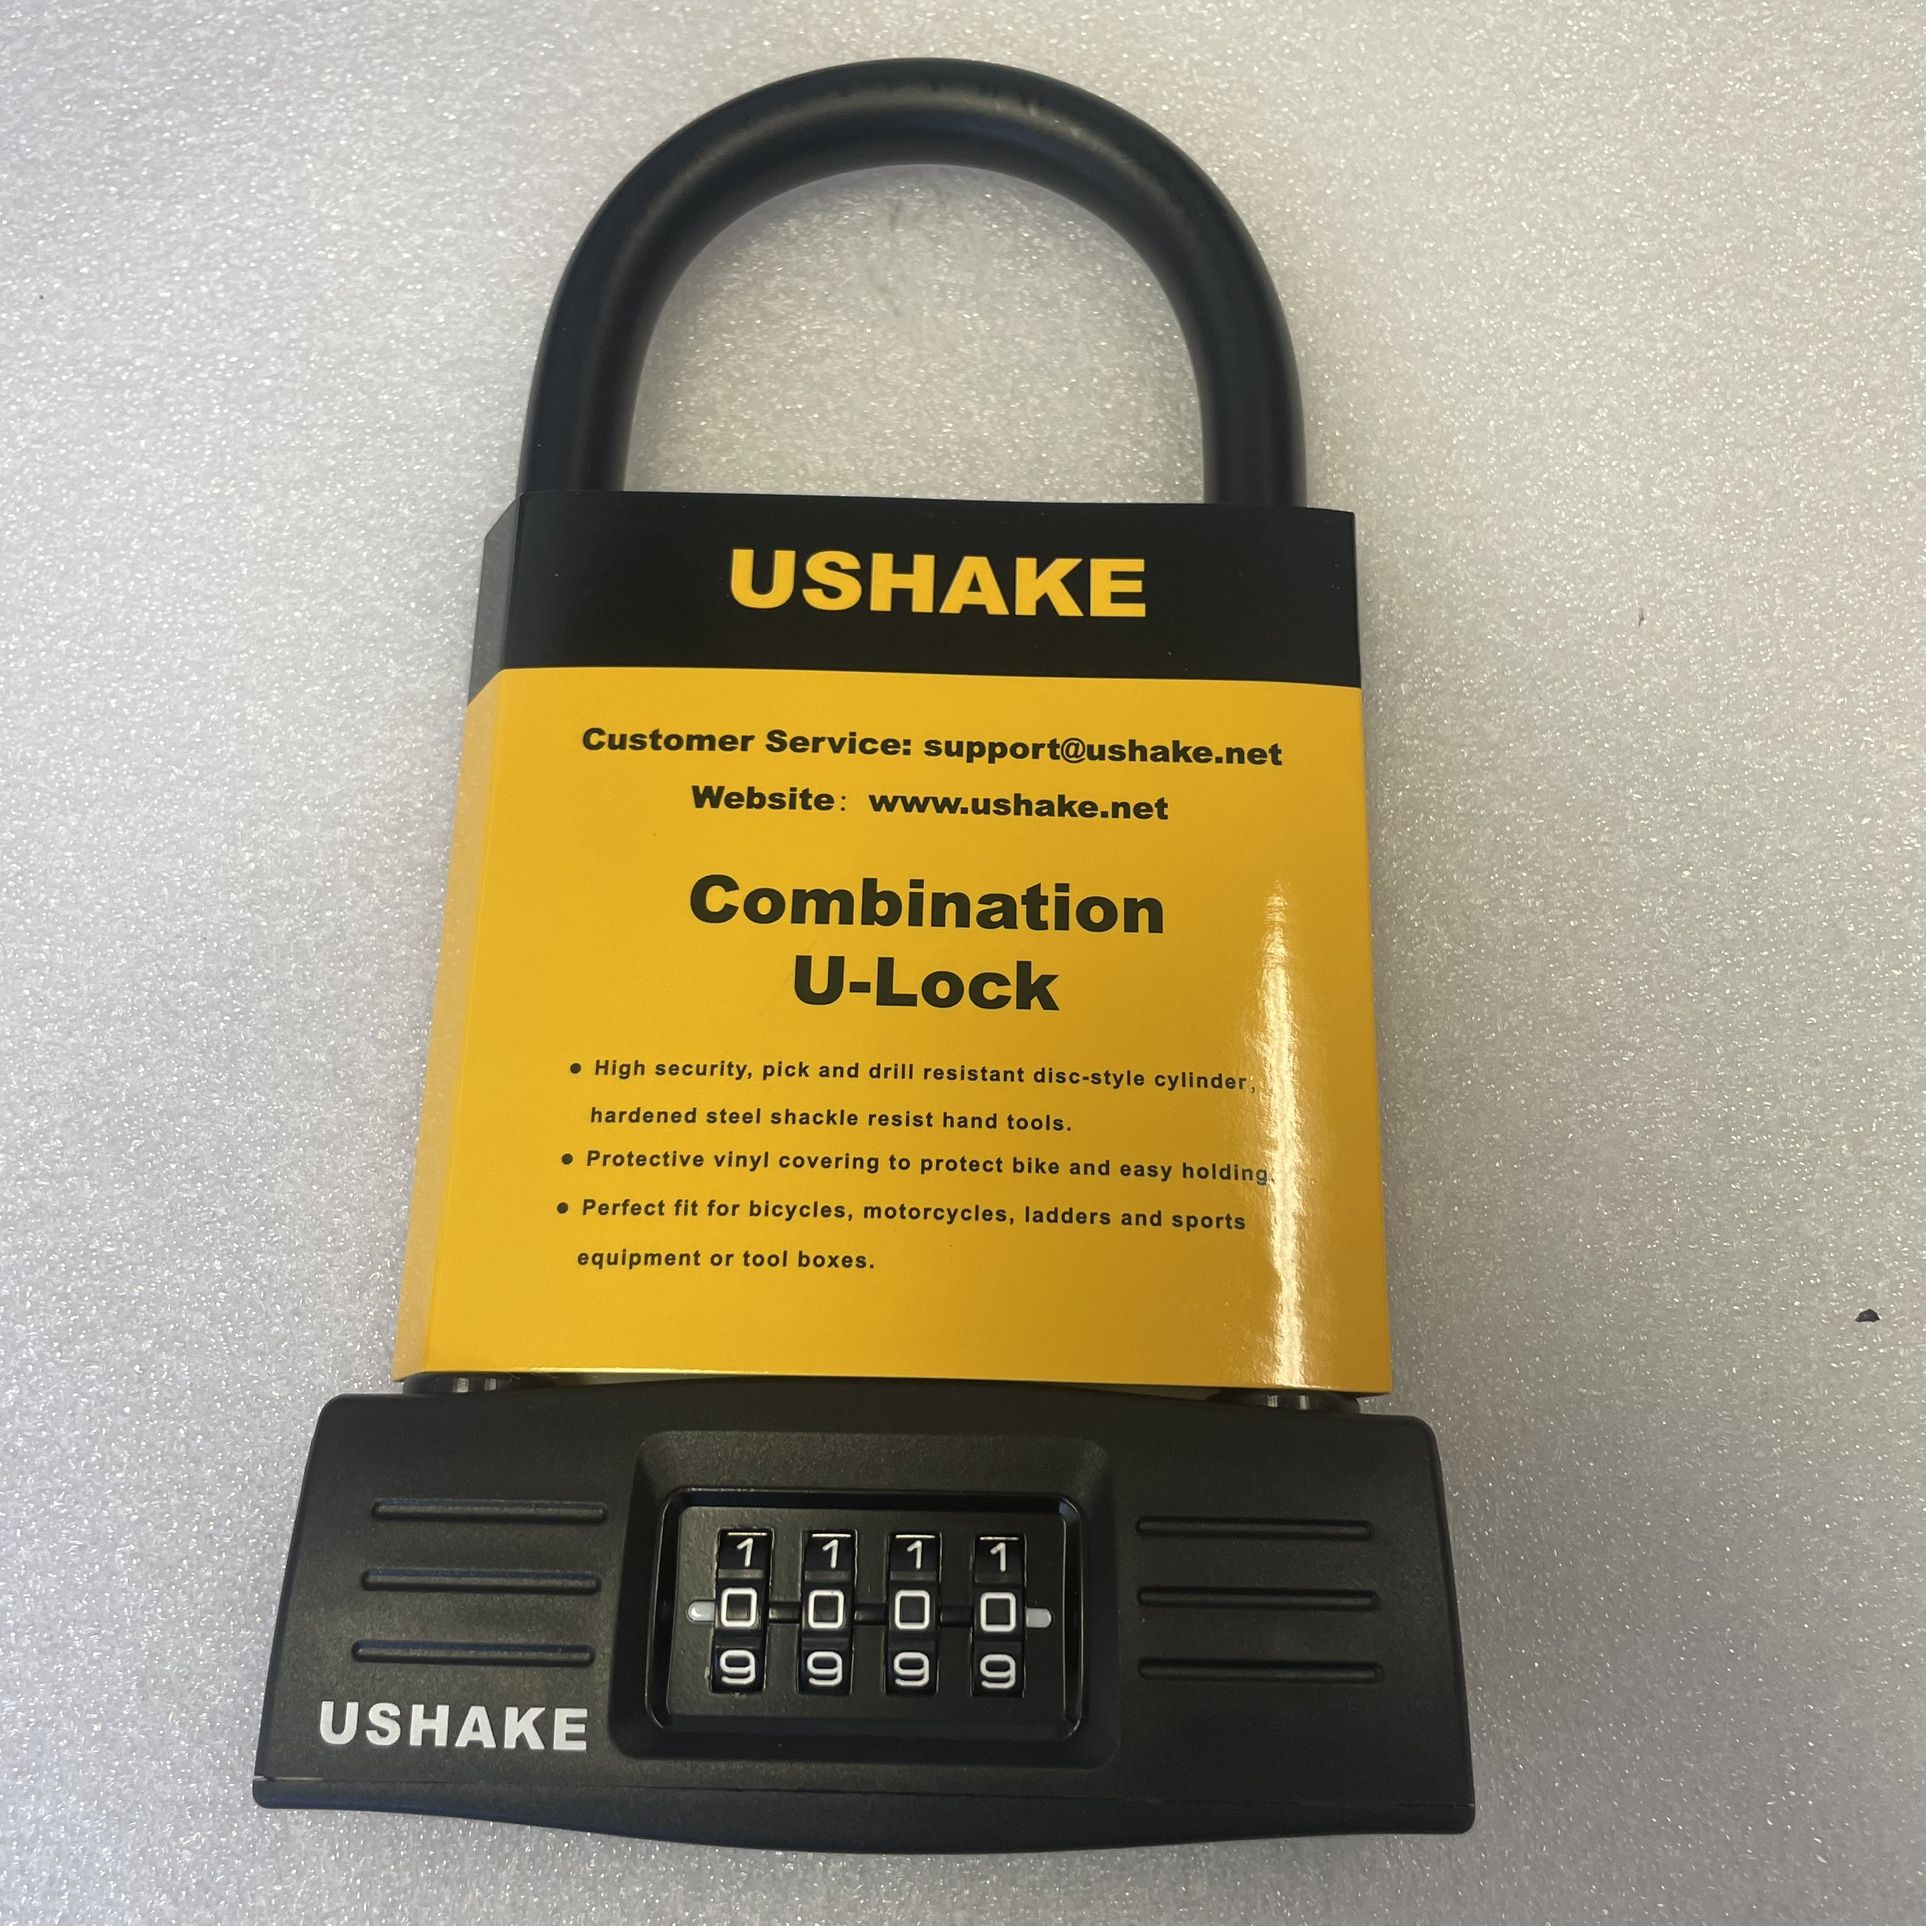 USHAKE
Customer Service: support@ushake.net
Website: www.ushake.net
Combination
U-Lock
● High security, pick and drill resistant disc-style cylinder,
hardened steel shackle resist hand tools.
● Protective vinyl covering to protect bike and easy holding.
● Perfect fit for bicycles, motorcycles, ladders and sports
equipment or tool boxes.
1 1 1 1
0 0 0 0
9 9 9 9
USHAKE